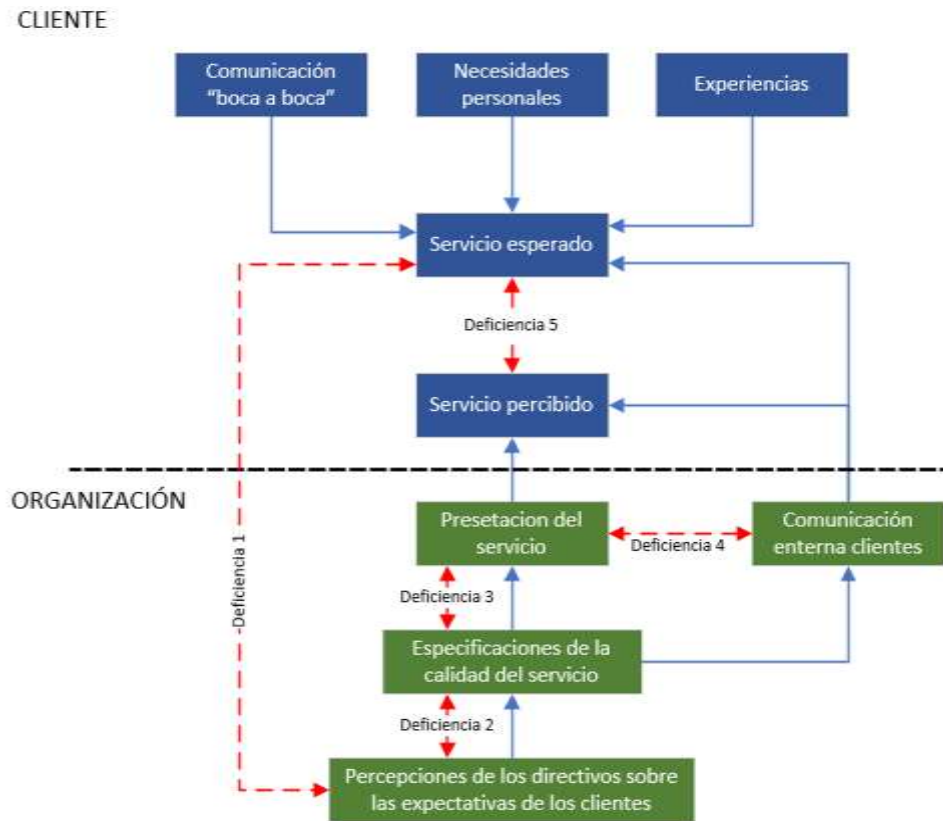 CLIENTE
Comunicación
"boca a boca"
Necesidades
personales
Experiencias
Servicio esperado
Deficiencia 5
Servicio percibido
ORGANIZACIÓN
Presetacion del
servicio
Comunicación
enterna clientes
Deficiencia 4
Deficiencia 1
Deficiencia 3
Especificaciones de la
calidad del servicio
Deficiencia 2
Percepciones de los directivos sobre
las expectativas de los clientes